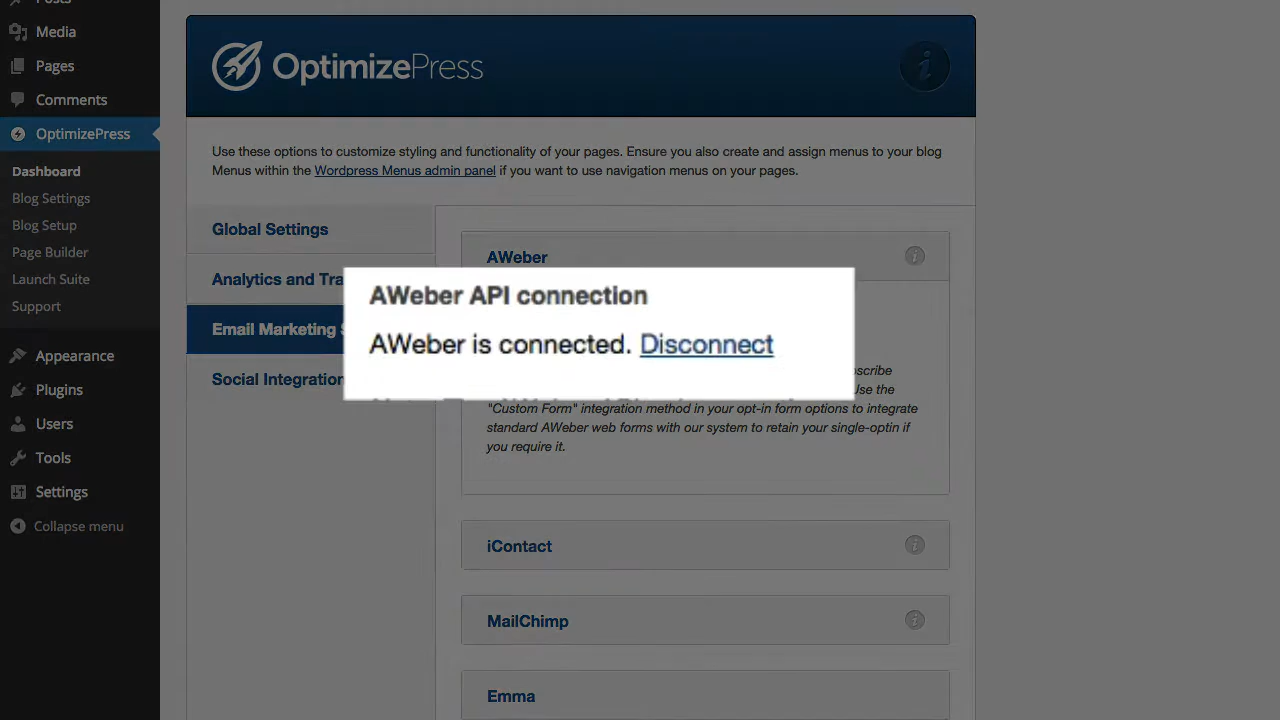 Posts
Media
Pages
Comments
OptimizePress
Dashboard
Blog Settings
Blog Setup
Page Builder
Launch Suite
Support
Appearance
Plugins
Users
Tools
Settings
Collapse menu
OptimizePress
Use these options to customize styling and functionality of your pages. Ensure you also create and assign menus to your blog
Menus within the Wordpress Menus admin panel if you want to use navigation menus on your pages.
Global Settings
Analytics and
Email Marketing
Social Integration
AWeber
AWeber API connection
AWeber is connected. Disconnect
Use the
"Custom Form" integration method in your opt-in form options to integrate
standard AWeber web forms with our system to retain your single-optin if
you require it.
iContact
MailChimp
Emma